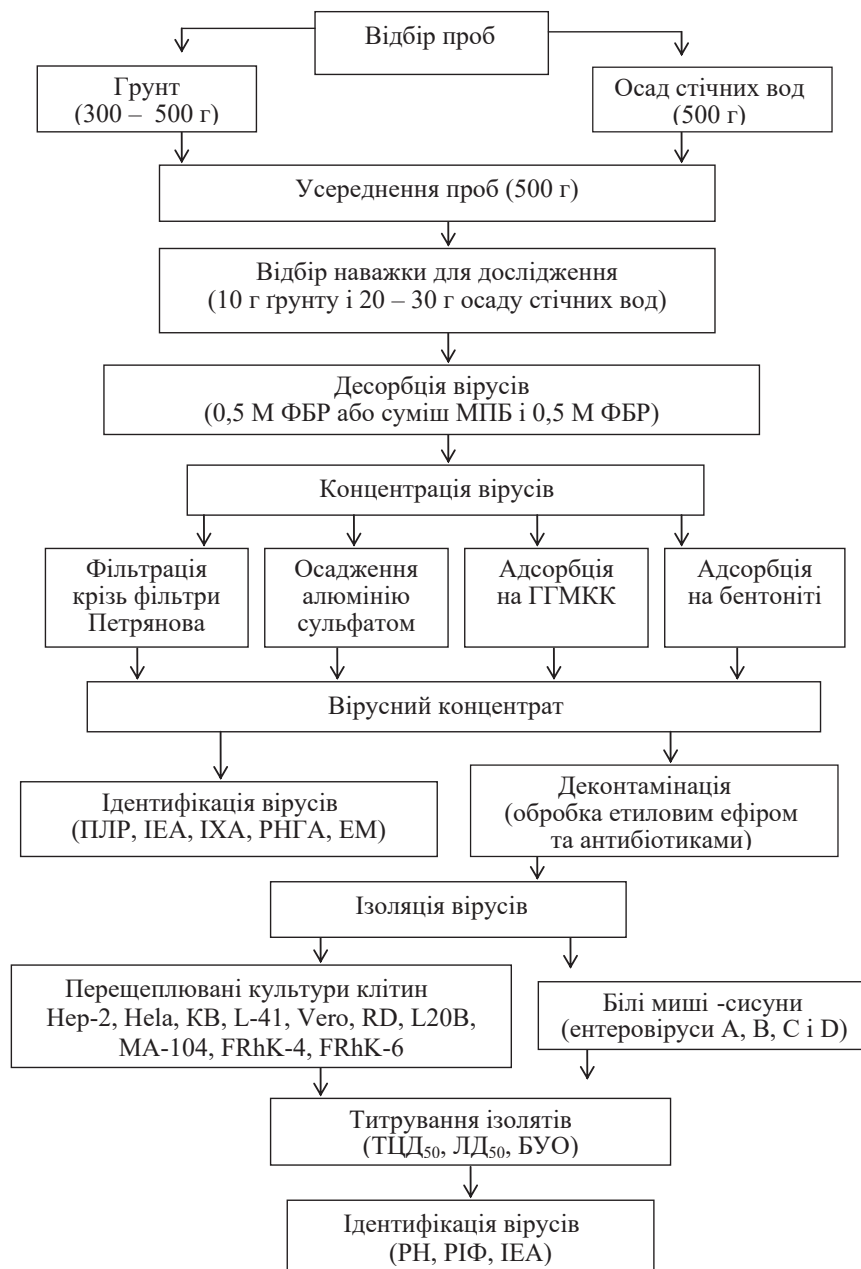 Відбір проб
Грунт
(300 – 500 г)
Осад стічних вод
(500 г)
Усереднення проб (500 г)
Відбір наважки для дослідження
(10 г ґрунту і 20 – 30 г осаду стічних вод)
Десорбція вірусів
(0,5 М ФБР або суміш МПБ і 0,5 М ФБР)
Концентрація вірусів
Фільтрація
крізь фільтри
Петрянова
Осадження
алюмінію
сульфатом
Адсорбція
на ГГМКК
Адсорбція
на бентоніті
Вірусний концентрат
Ідентифікація вірусів
(ПЛР, ІЕА, ІХА, РНГА, ЕМ)
Деконтамінація
(обробка етиловим ефіром
та антибіотиками)
Ізоляція вірусів
Перещеплювані культури клітин
Hep-2, Hela, KB, L-41, Vero, RD, L20B,
MA-104, FRhK-4, FRhK-6
Білі миші -сисуни
(ентеровіруси А, В, С і D)
Титрування ізолятів
(ТЦД₅₀, ЛД₅₀, БУО)
Ідентифікація вірусів
(РН, РІФ, ІЕА)